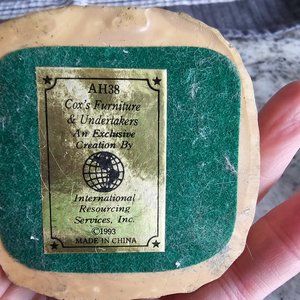 AH38
Cox's Furniture
& Undertakers
An Exclusive
Creation By
International
Resourcing
Services, Inc.
©1993
MADE IN CHINA